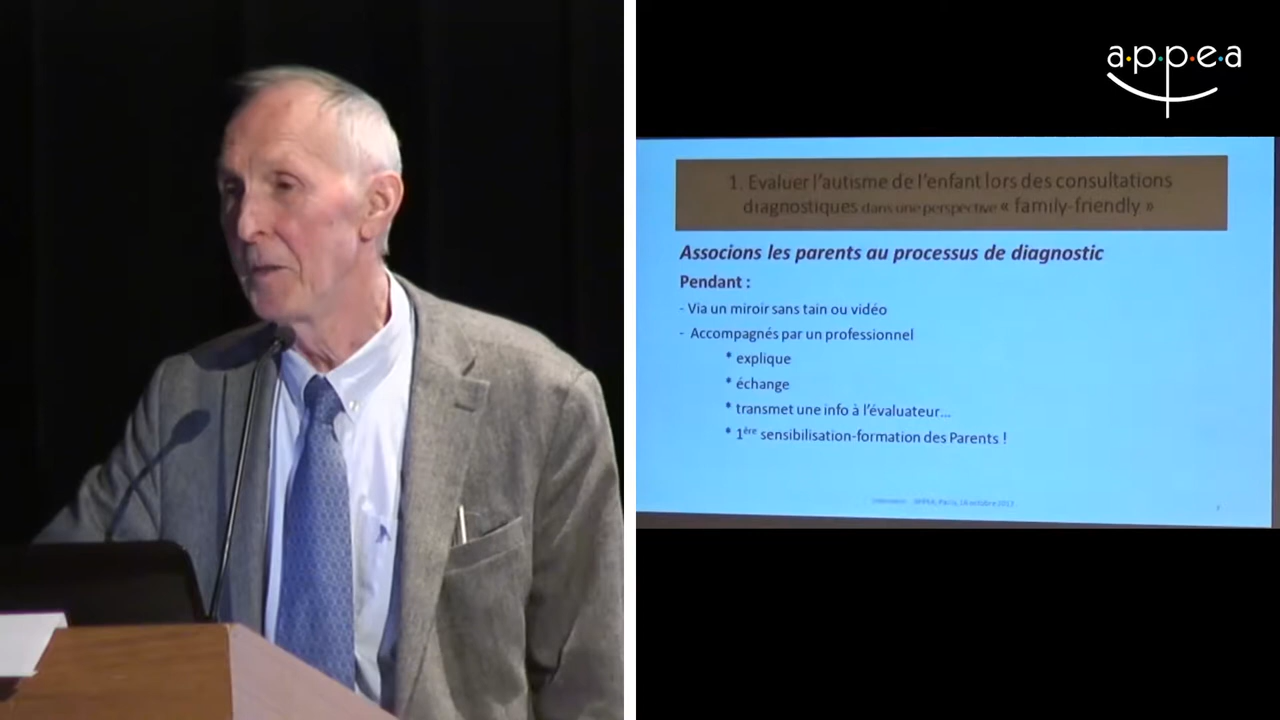 a·p·p·e·a
1. Evaluer l'autisme de l'enfant lors des consultations
diagnostiques dans une perspective « family-friendly »
Associons les parents au processus de diagnostic
Pendant :
- Via un miroir sans tain ou vidéo
- Accompagnés par un professionnel
* explique
* échange
* transmet une info à l'évaluateur...
* 1ère sensibilisation-formation des Parents !
APPEA, Paris,